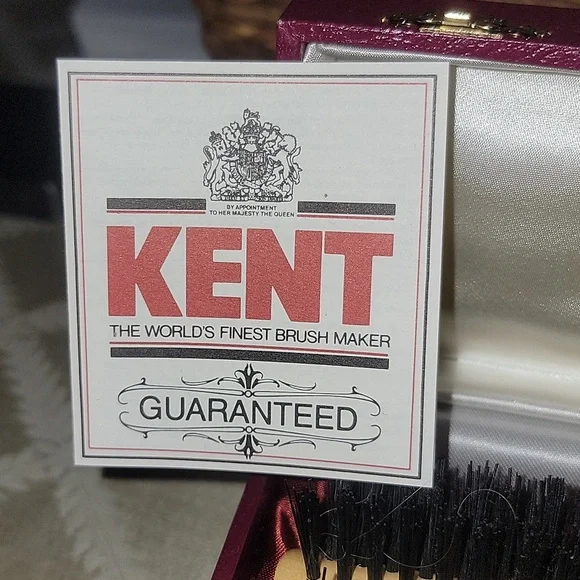 BY APPOINTMENT
TO HER MAJESTY THE QUEEN
KENT
THE WORLD'S FINEST BRUSH MAKER
GUARANTEED